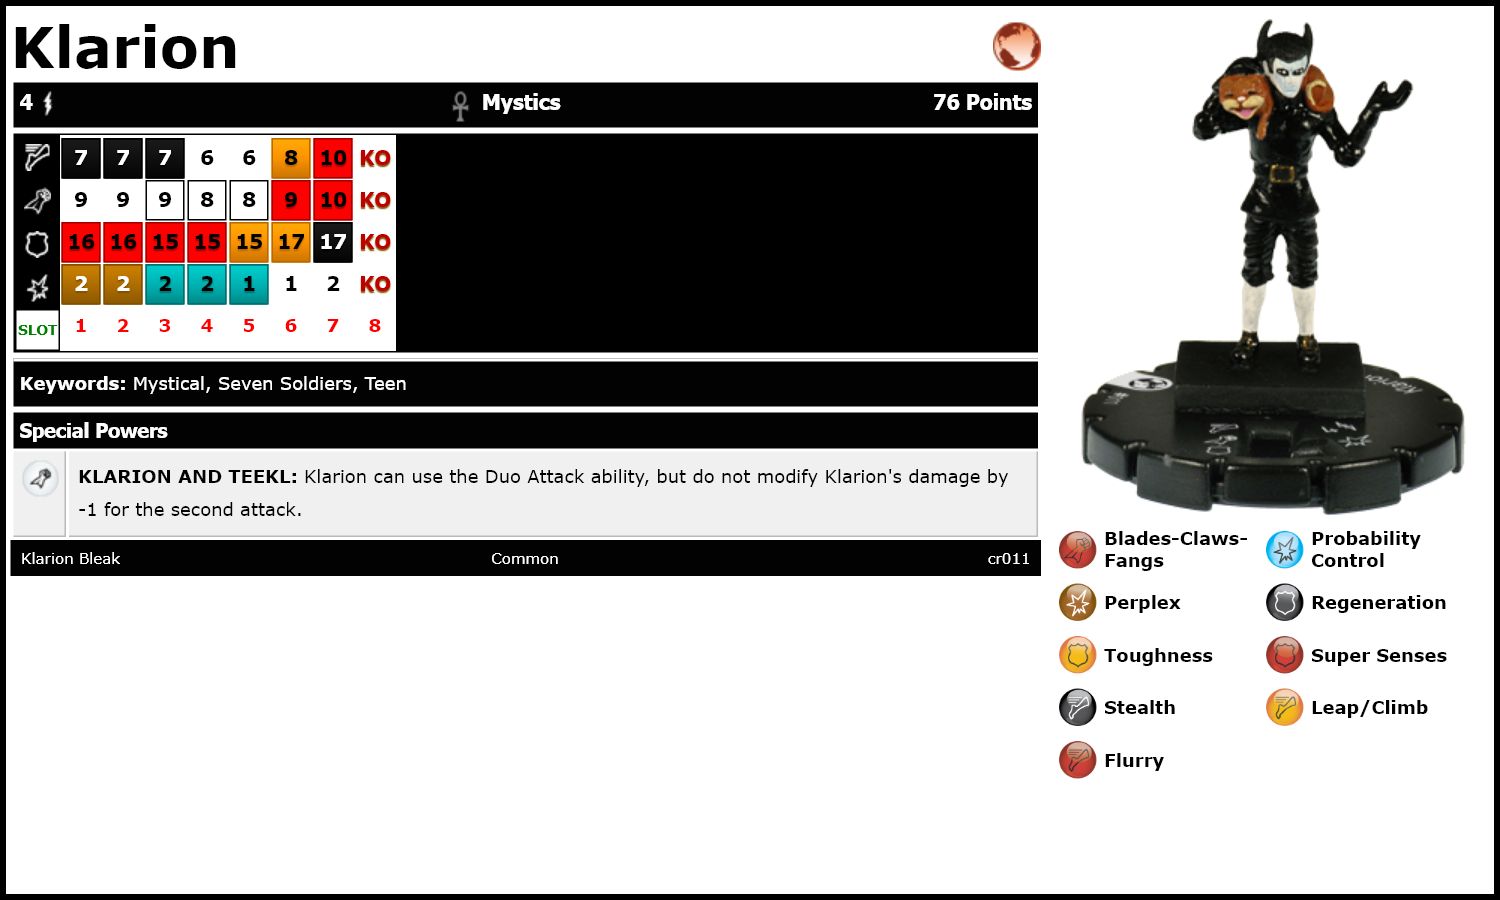 Klarion
4 Mystics 76 Points
7 7 7 6 6 8 10 KO
9 9 9 8 8 9 10 KO
16 16 15 15 15 17 17 KO
2 2 2 2 1 1 2 KO
SLOT 1 2 3 4 5 6 7 8
Keywords: Mystical, Seven Soldiers, Teen
Special Powers
KLARION AND TEEKL: Klarion can use the Duo Attack ability, but do not modify Klarion's damage by
-1 for the second attack.
Klarion Bleak Common cr011
Klarion
Blades-Claws-
Fangs
Probability
Control
Perplex
Regeneration
Toughness
Super Senses
Stealth
Leap/Climb
Flurry